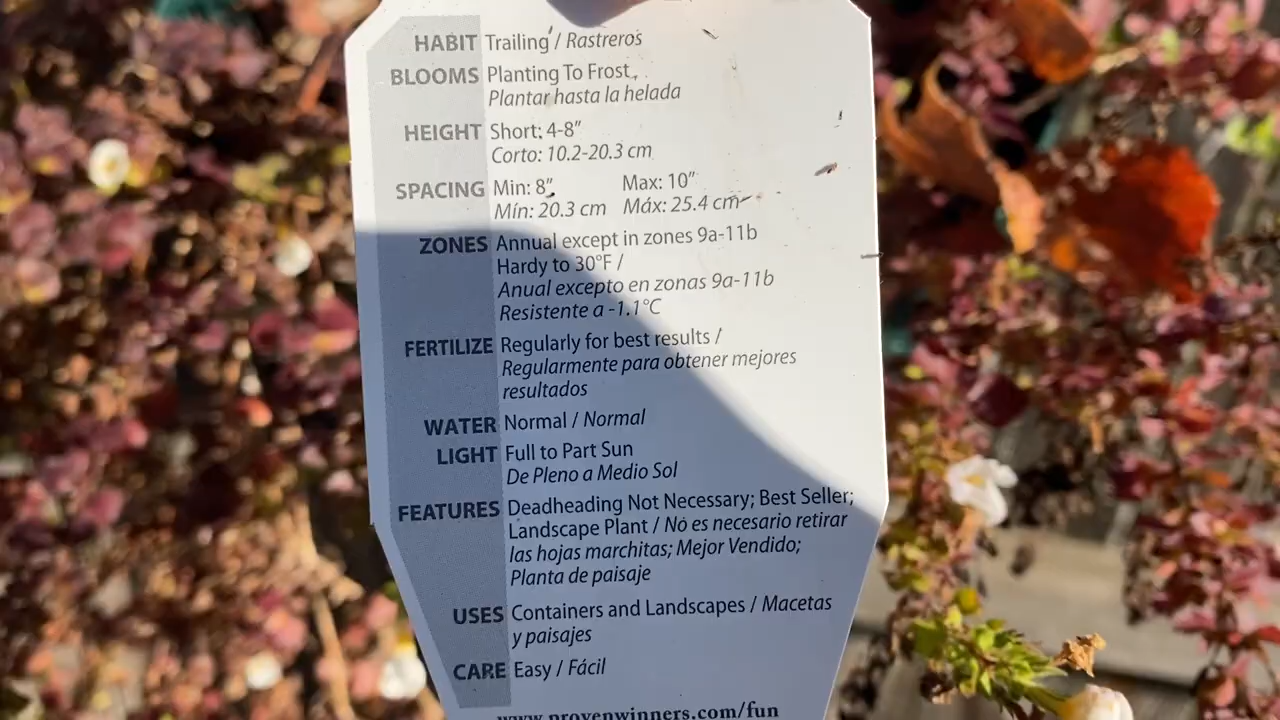 HABIT Trailing / Rastreros
BLOOMS Planting To Frost
Plantar hasta la helada
HEIGHT Short: 4-8"
Corto: 10.2-20.3 cm
SPACING Min: 8" Max: 10"
Mín: 20.3 cm Máx: 25.4 cm
ZONES Annual except in zones 9a-11b
Hardy to 30°F /
Anual excepto en zonas 9a-11b
Resistente a -1.1°C
FERTILIZE Regularly for best results /
Regularmente para obtener mejores
resultados
WATER Normal / Normal
LIGHT Full to Part Sun
De Pleno a Medio Sol
FEATURES Deadheading Not Necessary; Best Seller;
Landscape Plant / No es necesario retirar
las hojas marchitas; Mejor Vendido;
Planta de paisaje
USES Containers and Landscapes / Macetas
y paisajes
CARE Easy / Fácil
www.provenwinners.com/fun